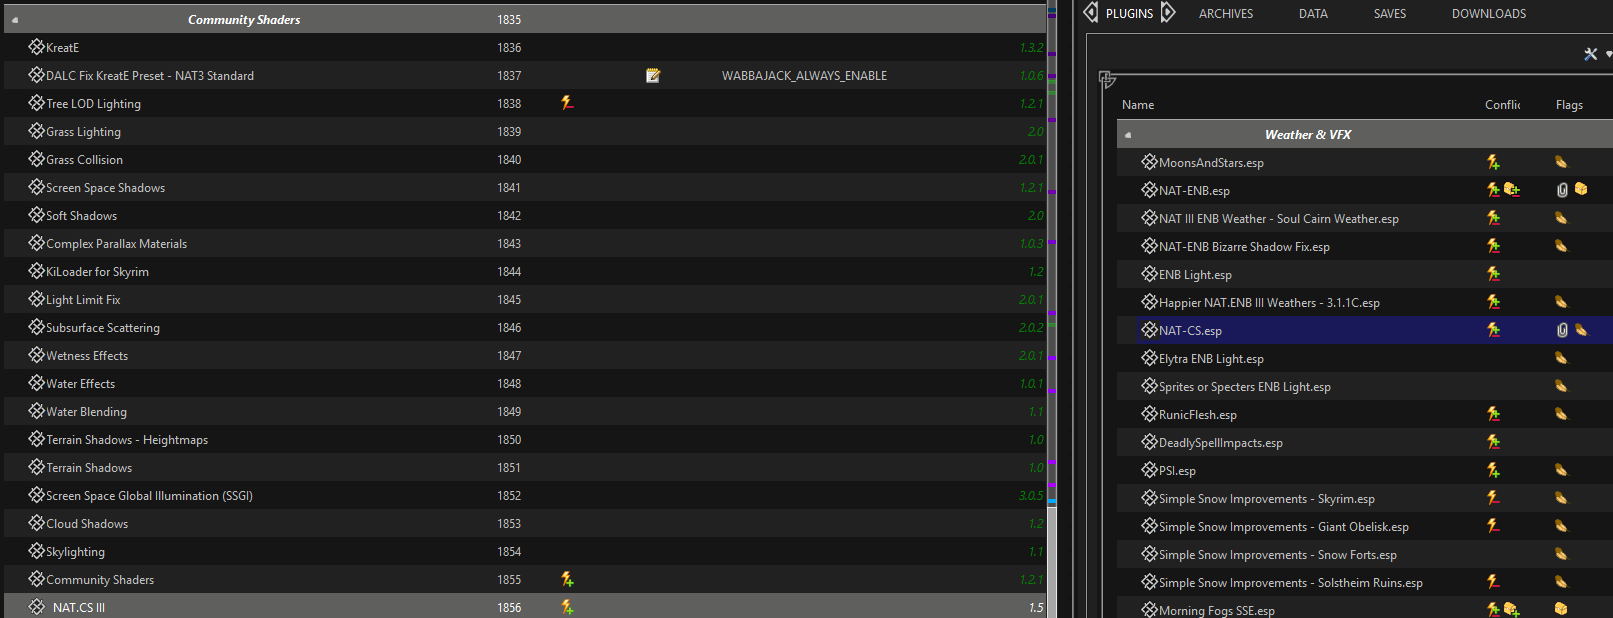 Community Shaders 1835
KreatE 1836 1.3.2
DALC Fix KreatE Preset - NAT3 Standard 1837 WABBAJACK_ALWAYS_ENABLE 1.0.6
Tree LOD Lighting 1838 1.2.1
Grass Lighting 1839 2.0
Grass Collision 1840 2.0.1
Screen Space Shadows 1841 1.2.1
Soft Shadows 1842 2.0
Complex Parallax Materials 1843 1.0.3
KiLoader for Skyrim 1844 1.2
Light Limit Fix 1845 2.0.1
Subsurface Scattering 1846 2.0.2
Wetness Effects 1847 2.0.1
Water Effects 1848 1.0.1
Water Blending 1849 1.1
Terrain Shadows - Heightmaps 1850 1.0
Terrain Shadows 1851 1.0
Screen Space Global Illumination (SSGI) 1852 3.0.5
Cloud Shadows 1853 1.2
Skylighting 1854 1.1
Community Shaders 1855 1.2.1
NAT.CS III 1856 1.5
PLUGINS ARCHIVES DATA SAVES DOWNLOADS
Name Conflic Flags
Weather & VFX
MoonsAndStars.esp
NAT-ENB.esp
NAT III ENB Weather - Soul Cairn Weather.esp
NAT-ENB Bizarre Shadow Fix.esp
ENB Light.esp
Happier NAT.ENB III Weathers - 3.1.1C.esp
NAT-CS.esp
Elytra ENB Light.esp
Sprites or Specters ENB Light.esp
RunicFlesh.esp
DeadlySpellImpacts.esp
PSI.esp
Simple Snow Improvements - Skyrim.esp
Simple Snow Improvements - Giant Obelisk.esp
Simple Snow Improvements - Snow Forts.esp
Simple Snow Improvements - Solstheim Ruins.esp
Morning Fogs SSE.esp